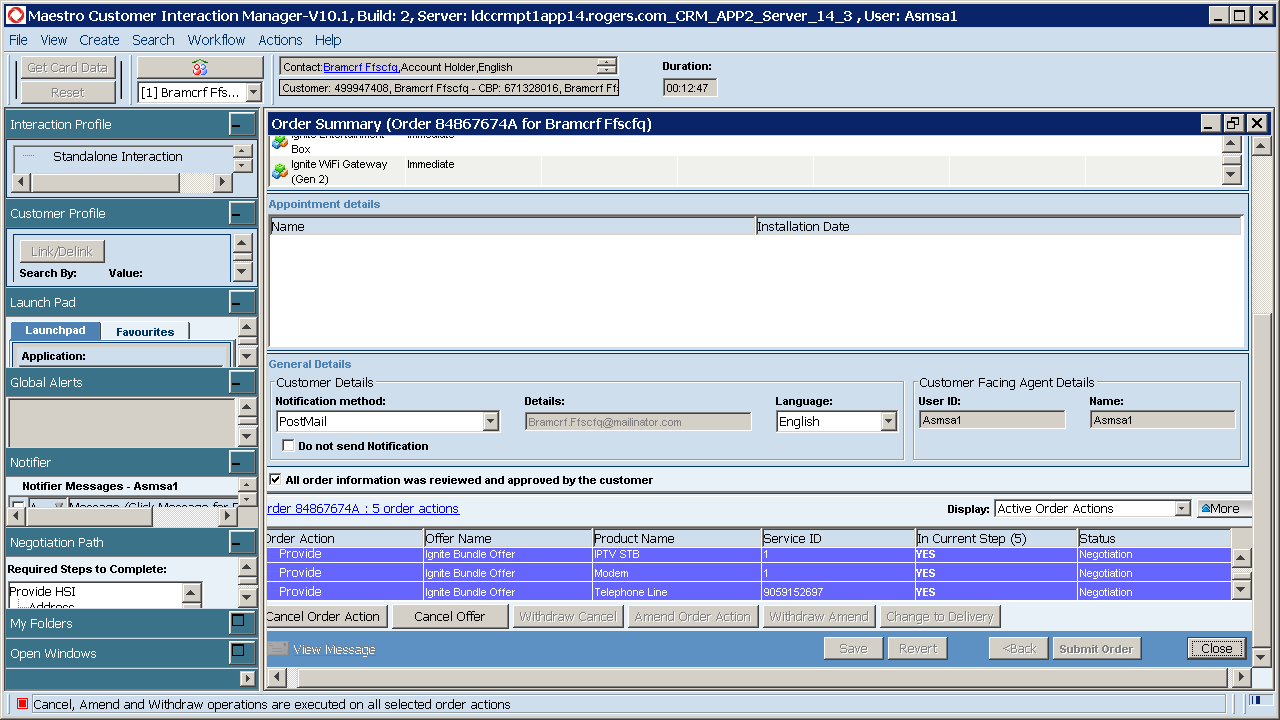 Maestro Customer Interaction Manager-V10.1, Build: 2, Server: ldccrmpt1app14.rogers.com_CRM_APP2_Server_14_3 , User: Asmsa1
File View Create Search Workflow Actions Help
Get Card Data
Reset
[1] Bramcrf Ffs...
Contact:Bramcrf Ffscfq,Account Holder,English
Customer: 499947408, Bramcrf Ffscfq - CBP: 671328016, Bramcrf Ff
Duration:
00:12:47
Interaction Profile
Standalone Interaction
Customer Profile
Link/Delink
Search By: Value:
Launch Pad
Launchpad Favourites
Application:
Global Alerts
Notifier
Notifier Messages - Asmsa1
Message (Click Message for
Negotiation Path
Required Steps to Complete:
Provide HSI
Address
My Folders
Open Windows
Order Summary (Order 84867674A for Bramcrf Ffscfq)
Ignite Entertainment Immediate
Box
Ignite WiFi Gateway Immediate
(Gen 2)
Appointment details
Name Installation Date
General Details
Customer Details
Notification method: Details: Language:
PostMail Bramcrf.Ffscfq@mailinator.com English
Do not send Notification
Customer Facing Agent Details
User ID: Name:
Asmsa1 Asmsa1
All order information was reviewed and approved by the customer
rder 84867674A : 5 order actions
Display: Active Order Actions More
Order Action Offer Name Product Name Service ID In Current Step (5) Status
Provide Ignite Bundle Offer IPTV STB 1 YES Negotiation
Provide Ignite Bundle Offer Modem 1 YES Negotiation
Provide Ignite Bundle Offer Telephone Line 9059152697 YES Negotiation
Cancel Order Action Cancel Offer Withdraw Cancel Amend Order Action Withdraw Amend Change to Delivery
View Message Save Revert <Back Submit Order Close
Cancel, Amend and Withdraw operations are executed on all selected order actions